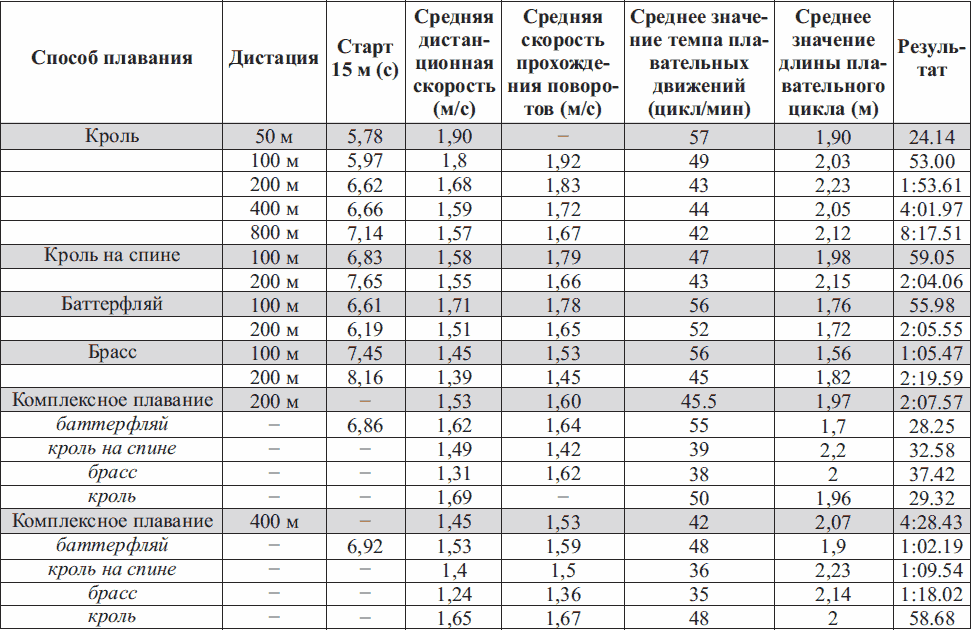 Способ плавания Дистация Старт 15 м (с) Средняя дистан-ционная скорость (м/с) Средняя скорость прохожде-ния поворо-тов (м/с) Среднее значе-ние темпа пла-вательных движений (цикл/мин) Среднее значение длины пла-вательного цикла (м) Резуль-тат
Кроль 50 м 5,78 1,90 – 57 1,90 24.14
100 м 5,97 1,8 1,92 49 2,03 53.00
200 м 6,62 1,68 1,83 43 2,23 1:53.61
400 м 6,66 1,59 1,72 44 2,05 4:01.97
800 м 7,14 1,57 1,67 42 2,12 8:17.51
Кроль на спине 100 м 6,83 1,58 1,79 47 1,98 59.05
200 м 7,65 1,55 1,66 43 2,15 2:04.06
Баттерфляй 100 м 6,61 1,71 1,78 56 1,76 55.98
200 м 6,19 1,51 1,65 52 1,72 2:05.55
Брасс 100 м 7,45 1,45 1,53 56 1,56 1:05.47
200 м 8,16 1,39 1,45 45 1,82 2:19.59
Комплексное плавание 200 м – 1,53 1,60 45.5 1,97 2:07.57
баттерфляй – 6,86 1,62 1,64 55 1,7 28.25
кроль на спине – – 1,49 1,42 39 2,2 32.58
брасс – – 1,31 1,62 38 2 37.42
кроль – – 1,69 – 50 1,96 29.32
Комплексное плавание 400 м – 1,45 1,53 42 2,07 4:28.43
баттерфляй – 6,92 1,53 1,59 48 1,9 1:02.19
кроль на спине – – 1,4 1,5 36 2,23 1:09.54
брасс – – 1,24 1,36 35 2,14 1:18.02
кроль – – 1,65 1,67 48 2 58.68